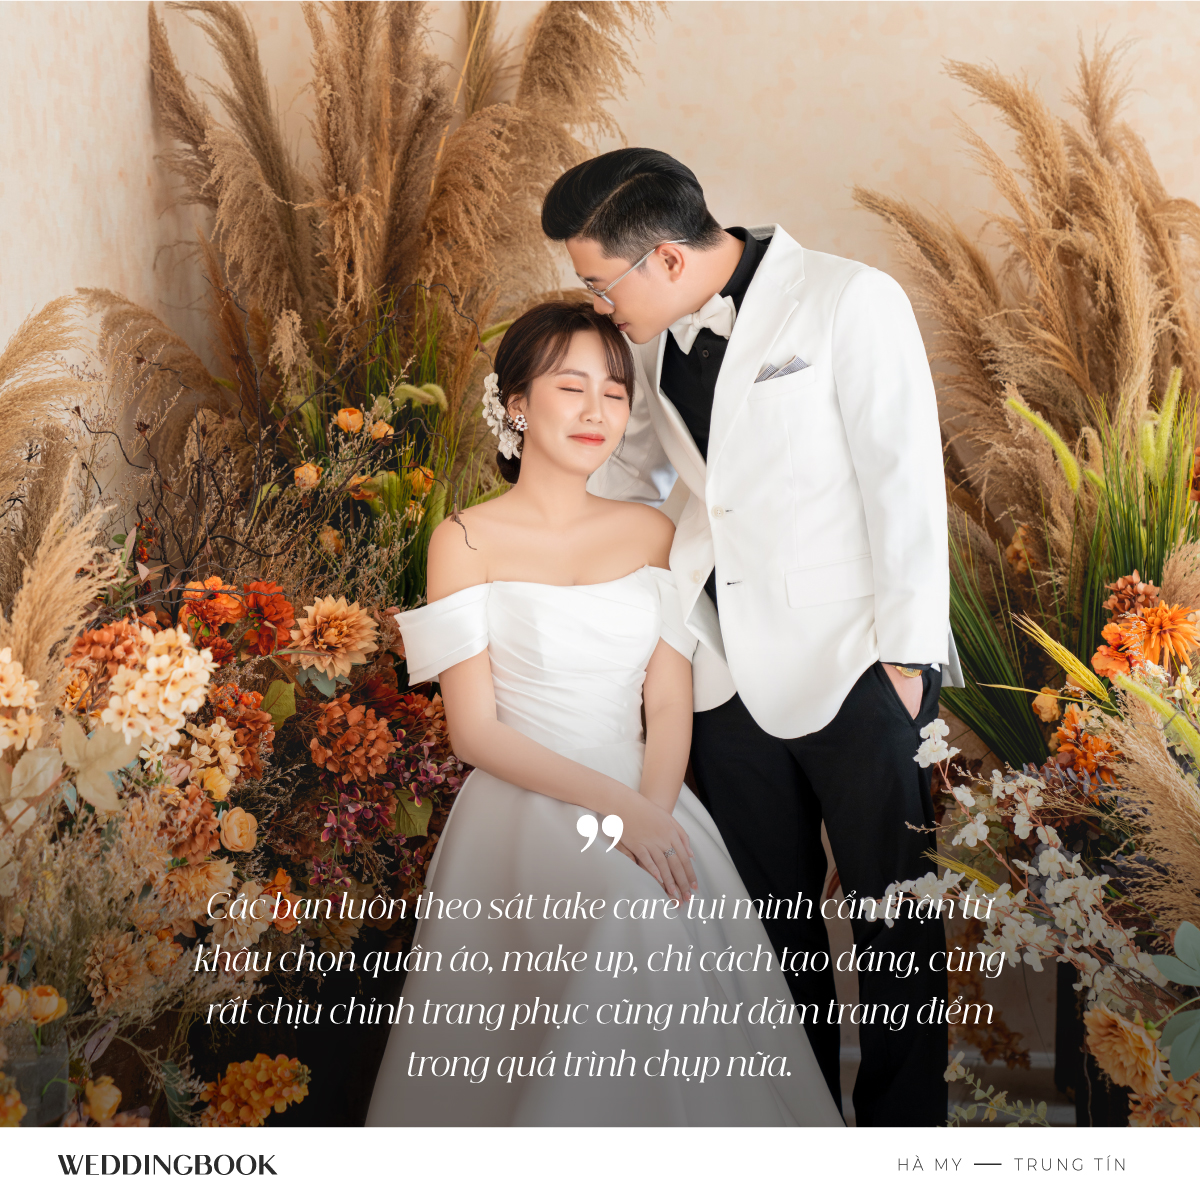 ”
Các bạn luôn theo sát take care tụi mình cẩn thận từ
khâu chọn quần áo, make up, chỉ cách tạo dáng, cũng
rất chịu chỉnh trang phục cũng như dặm trang điểm
trong quá trình chụp nữa.
WEDDINGBOOK
HÀ MY — TRUNG TÍN